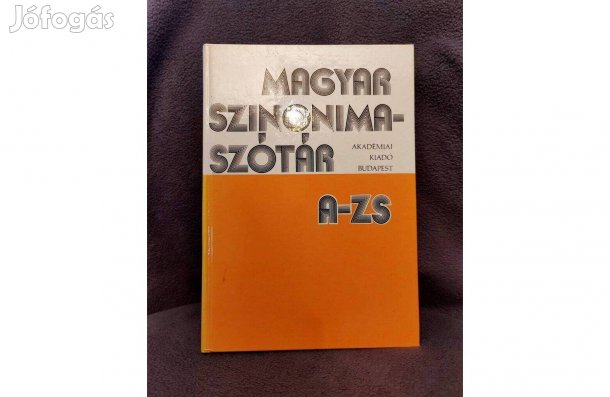 Jófogás
MAGYAR
SZINONIMA-
SZÓTÁR
AKADÉMIAI
KIADÓ
BUDAPEST
A-ZS